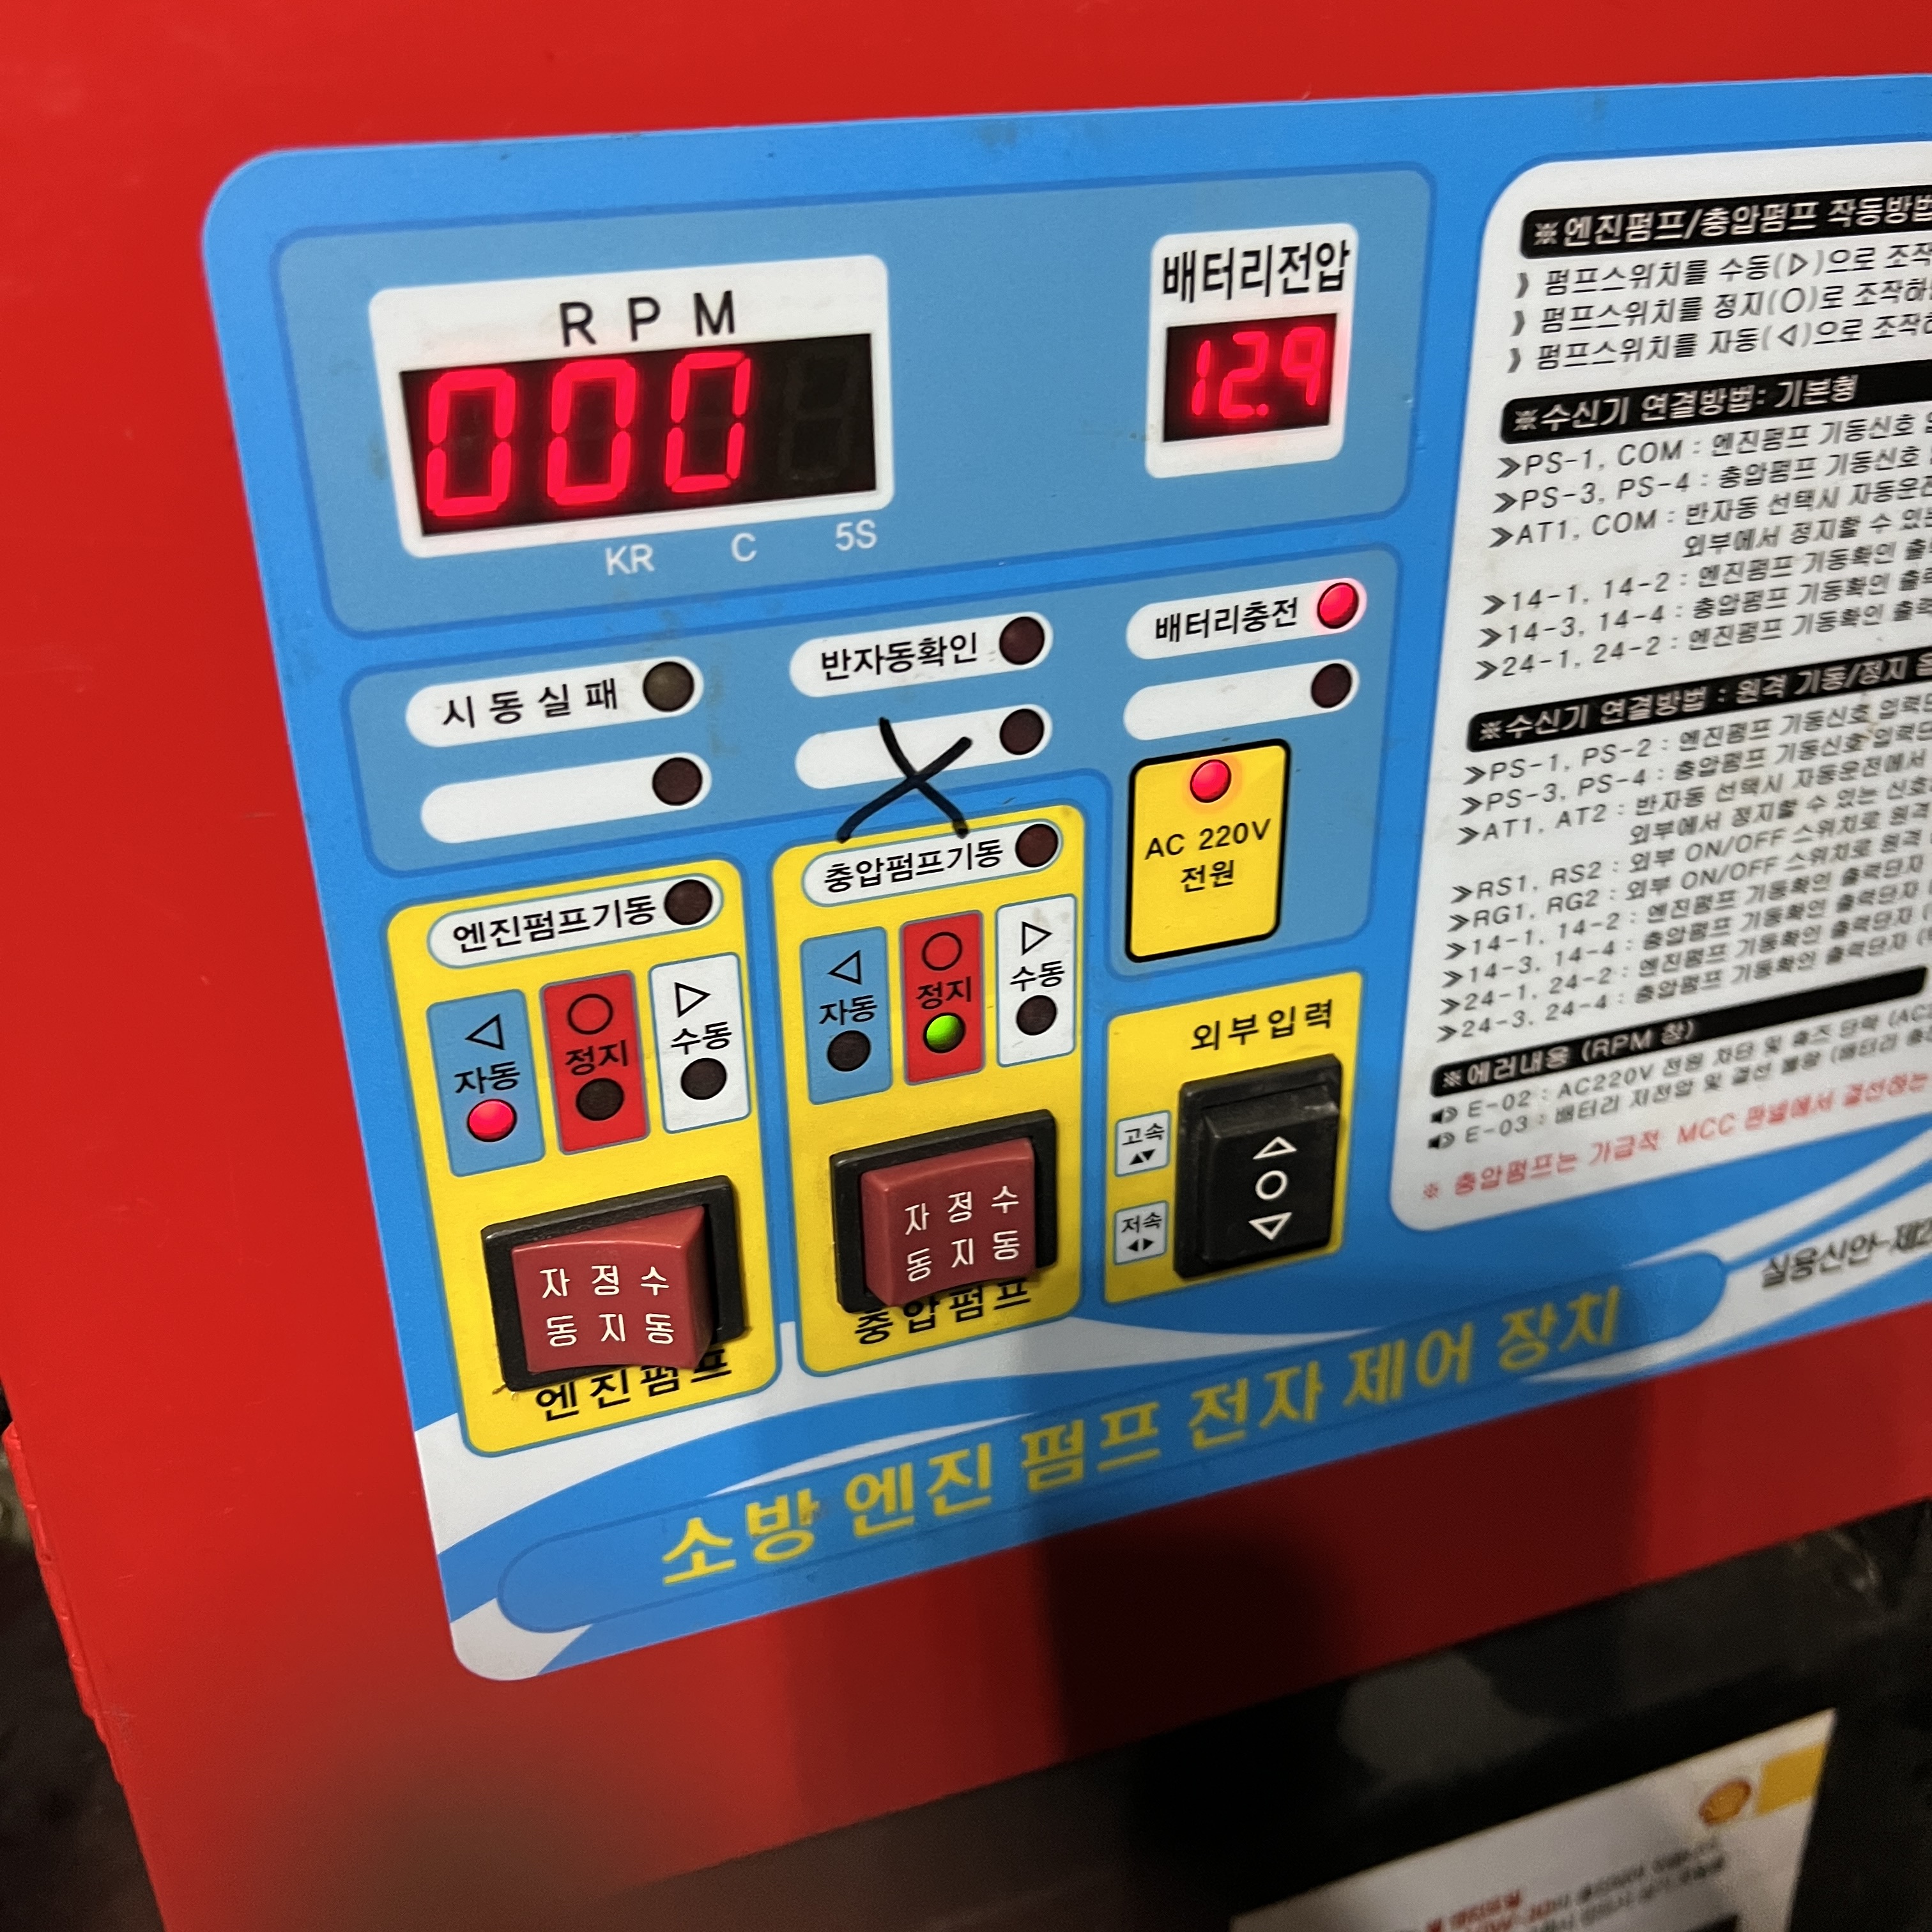 RPM
000
KR C 5S
배터리전압
12.9
시동실패
반자동확인
배터리충전
AC 220V
전원
엔진펌프기동
자동
정지
수동
자 정 수
동 지 동
엔진펌프
충압펌프기동
자동
정지
수동
자 정 수
동 지 동
충압펌프
외부입력
고속
저속
소방 엔진 펌프 전자 제어 장치
※엔진펌프/충압펌프 작동방법
펌프스위치를 수동(▷)으로 조작
펌프스위치를 정지(○)로 조작하
펌프스위치를 자동(◁)으로 조작하
※수신기 연결방법: 기본형
≫PS-1, COM : 엔진펌프 기동신호
≫PS-3, PS-4 : 충압펌프 기동신호
≫AT1, COM : 반자동 선택시 자동운전
외부에서 정지할 수 있는
≫14-1, 14-2 : 엔진펌프 기동확인 출력
≫14-3, 14-4 : 충압펌프 기동확인 출력
≫24-1, 24-2 : 엔진펌프 기동확인 출력
※수신기 연결방법 : 원격 기동/정지
≫PS-1, PS-2 : 엔진펌프 기동신호 입력단
≫PS-3, PS-4 : 충압펌프 기동신호 입력단
≫AT1, AT2 : 반자동 선택시 자동운전에서
외부에서 정지할 수 있는 신호
≫RS1, RS2 : 외부 ON/OFF 스위치로 원격
≫RG1, RG2 : 외부 ON/OFF 스위치로 원격
≫14-1, 14-2 : 엔진펌프 기동확인 출력단자
≫14-3, 14-4 : 충압펌프 기동확인 출력단자
≫24-1, 24-2 : 엔진펌프 기동확인 출력단자
≫24-3, 24-4 : 충압펌프 기동확인 출력단자
※에러내용 (RPM 창)
E-02 : AC220V 전원 차단 및 휴즈 단락
E-03 : 배터리 저전압 및 결선 불량
※ 충압펌프는 가급적 MCC 판넬에서 결선하는
실용신안-제2